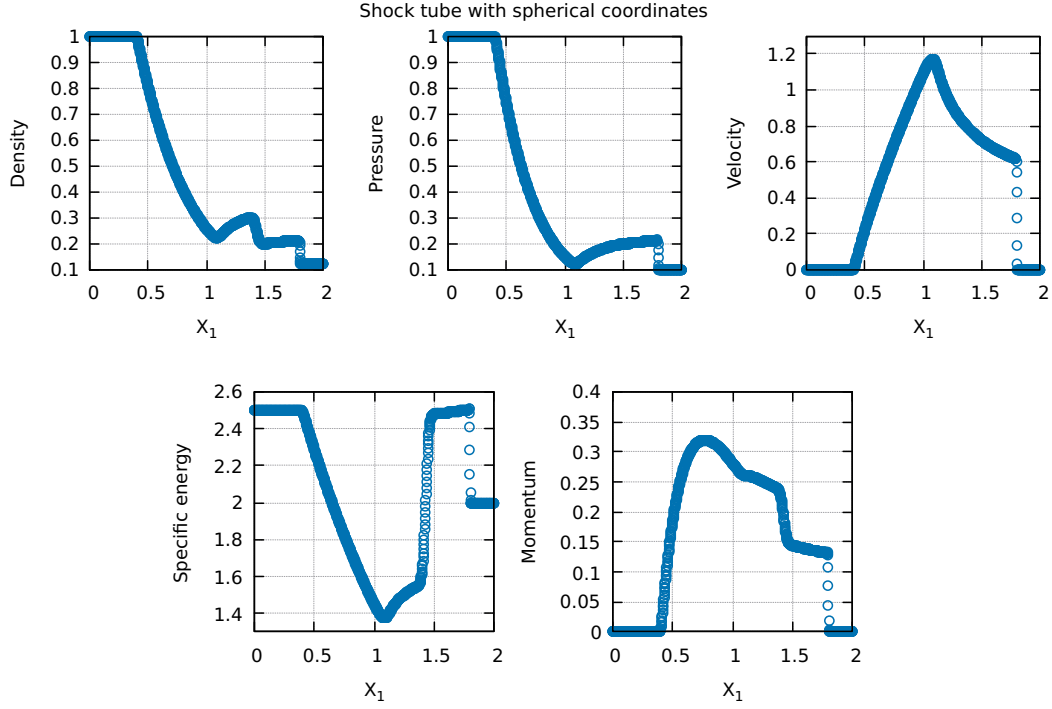 Shock tube with spherical coordinates
Density
1
0.9
0.8
0.7
0.6
0.5
0.4
0.3
0.2
0.1
0 0.5 1 1.5 2
X1
Pressure
1
0.9
0.8
0.7
0.6
0.5
0.4
0.3
0.2
0.1
0 0.5 1 1.5 2
X1
Velocity
1.2
1
0.8
0.6
0.4
0.2
0
0 0.5 1 1.5 2
X1
Specific energy
2.6
2.4
2.2
2
1.8
1.6
1.4
0 0.5 1 1.5 2
X1
Momentum
0.4
0.35
0.3
0.25
0.2
0.15
0.1
0.05
0
0 0.5 1 1.5 2
X1